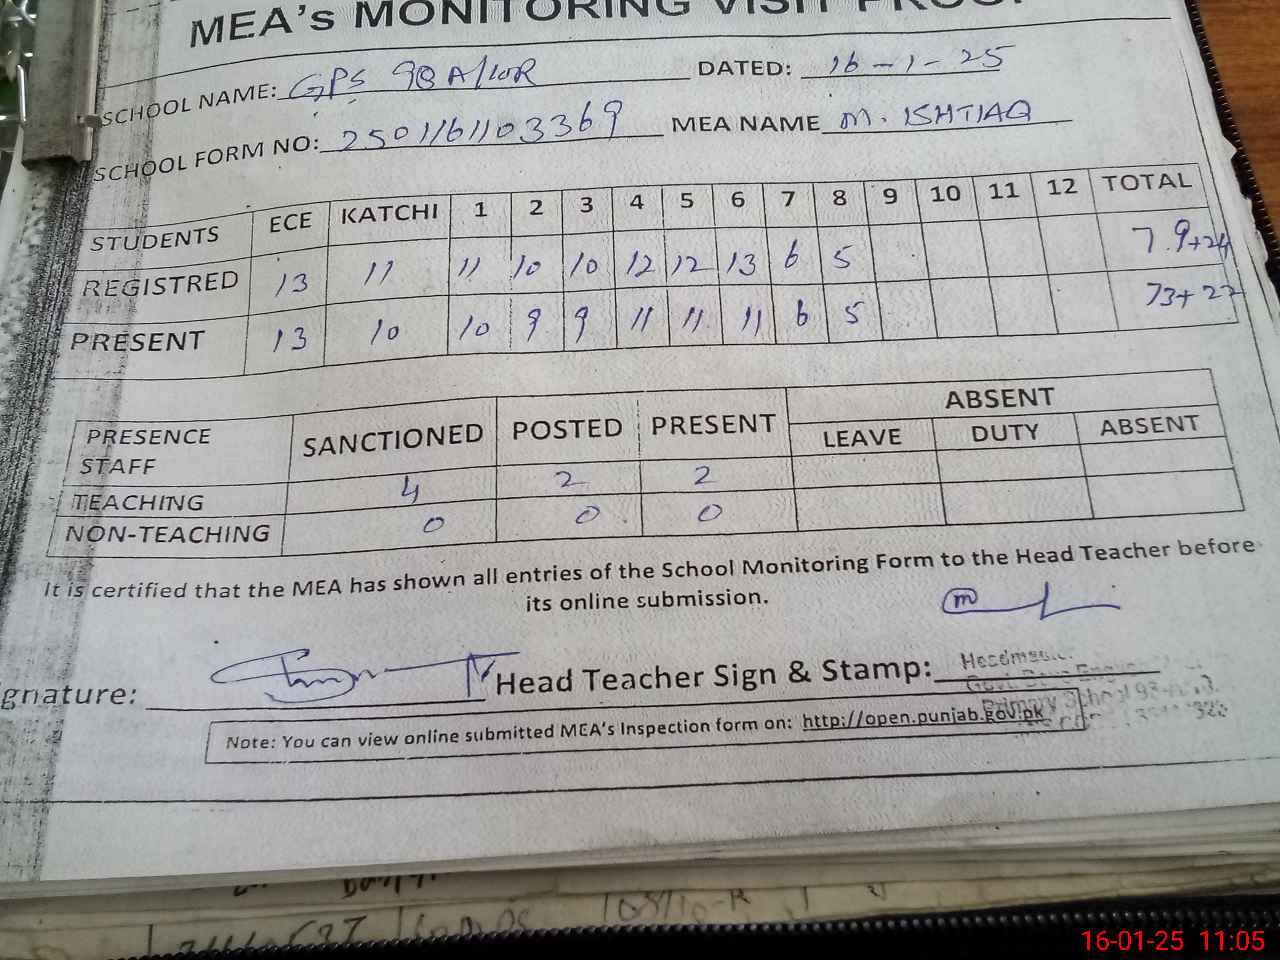 MEA's MONITORING VISIT PROOF
SCHOOL NAME: GPS 98 A/10R DATED: 16-1-25
SCHOOL FORM NO: 2501161103369 MEA NAME M. ISHTIAQ
STUDENTS ECE KATCHI 1 2 3 4 5 6 7 8 9 10 11 12 TOTAL
REGISTRED 13 11 11 10 10 12 12 13 6 5 79+24
PRESENT 13 10 10 9 9 11 11 11 6 5 73+22
PRESENCE STAFF SANCTIONED POSTED PRESENT ABSENT
LEAVE DUTY ABSENT
TEACHING 4 2 2
NON-TEACHING 0 0 0
It is certified that the MEA has shown all entries of the School Monitoring Form to the Head Teacher before
its online submission.
gnature: Head Teacher Sign & Stamp:
Primary School
Note: You can view online submitted MEA's Inspection form on: http://open.punjab.gov.pk
108/10-R
16-01-25 11:05